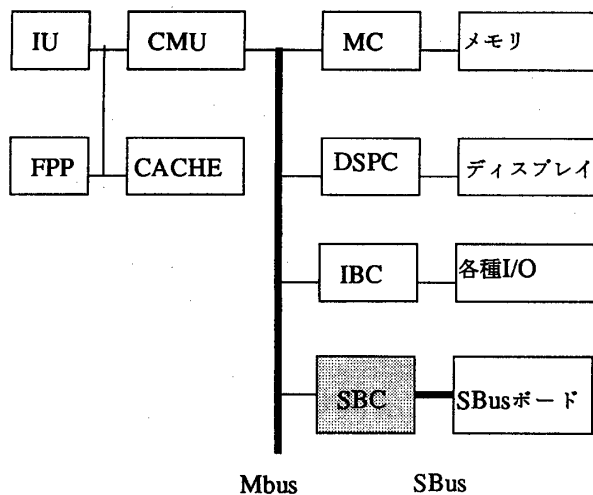 IU
CMU
MC
メモリ
FPP
CACHE
DSPC
ディスプレイ
IBC
各種I/O
SBC
SBusボード
Mbus
SBus